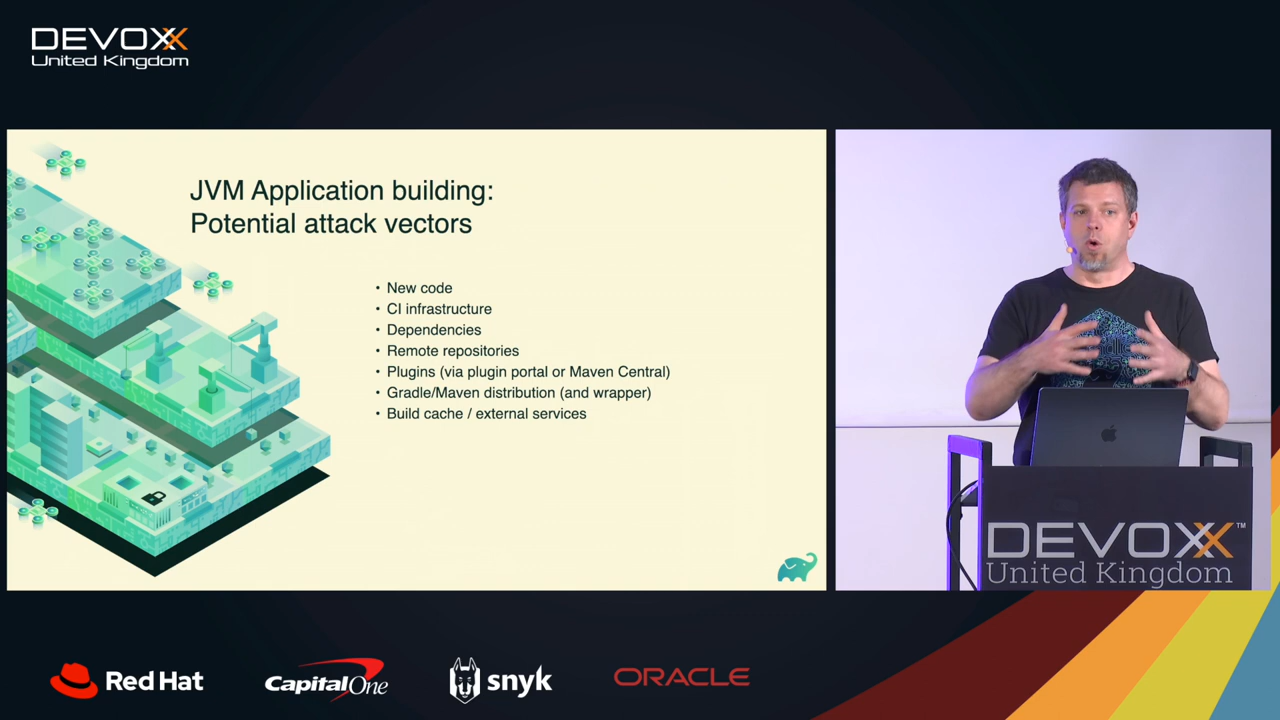 DEVOXX
United Kingdom
JVM Application building:
Potential attack vectors
• New code
• CI infrastructure
• Dependencies
• Remote repositories
• Plugins (via plugin portal or Maven Central)
• Gradle/Maven distribution (and wrapper)
• Build cache / external services
DEVOXX™
United Kingdom
Red Hat
Capital One
snyk
ORACLE